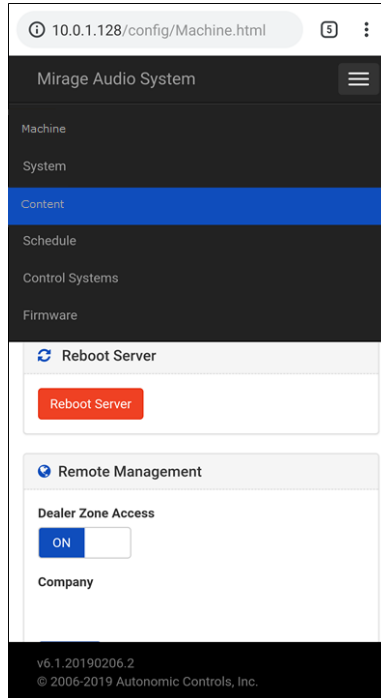 10.0.1.128/config/Machine.html
5
Mirage Audio System
Machine
System
Content
Schedule
Control Systems
Firmware
Reboot Server
Reboot Server
Remote Management
Dealer Zone Access
ON
Company
v6.1.20190206.2
© 2006-2019 Autonomic Controls, Inc.